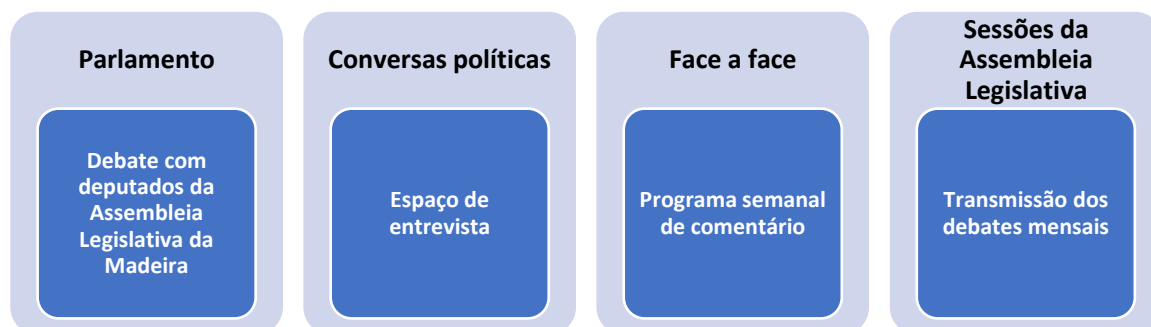 Parlamento
Debate com
deputados da
Assembleia
Legislativa da
Madeira
Conversas políticas
Espaço de
entrevista
Face a face
Programa semanal
de comentário
Sessões da
Assembleia
Legislativa
Transmissão dos
debates mensais